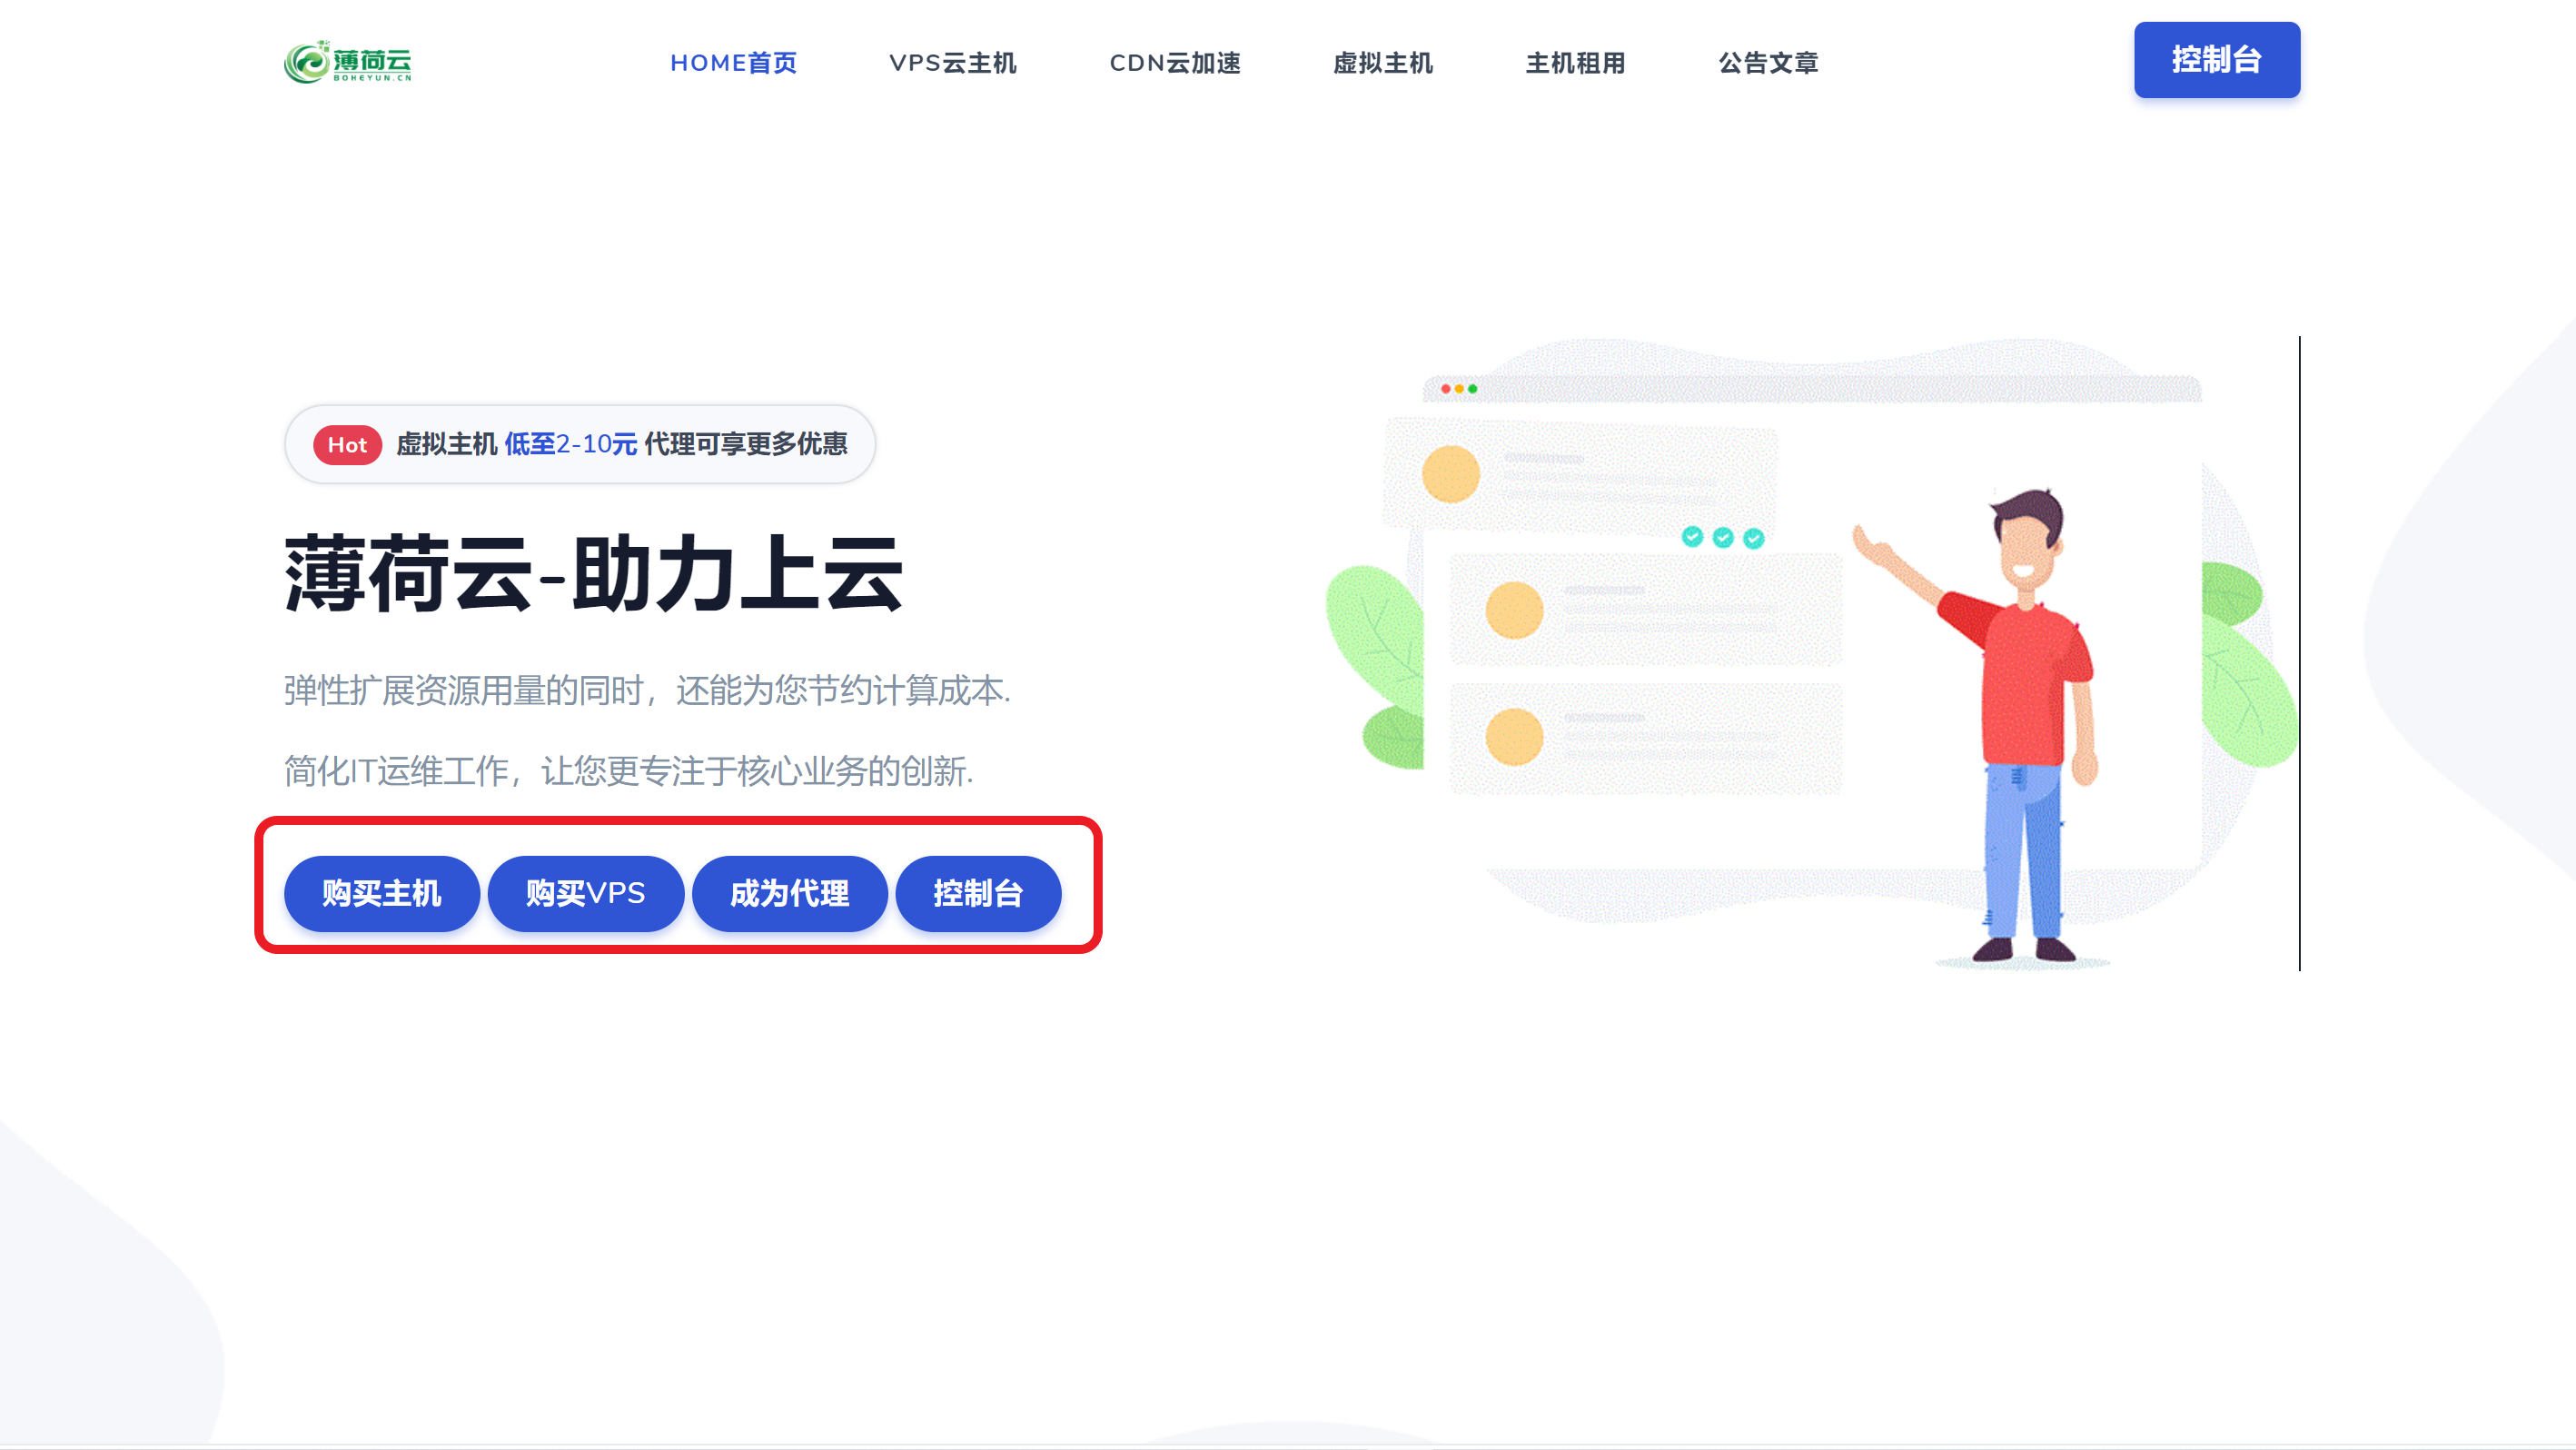 薄荷云
BOHEYUN.CN
HOME首页
VPS云主机
CDN云加速
虚拟主机
主机租用
公告文章
控制台
Hot 虚拟主机 低至2-10元 代理可享更多优惠
薄荷云-助力上云
弹性扩展资源用量的同时，还能为您节约计算成本.
简化IT运维工作，让您更专注于核心业务的创新.
购买主机
购买VPS
成为代理
控制台